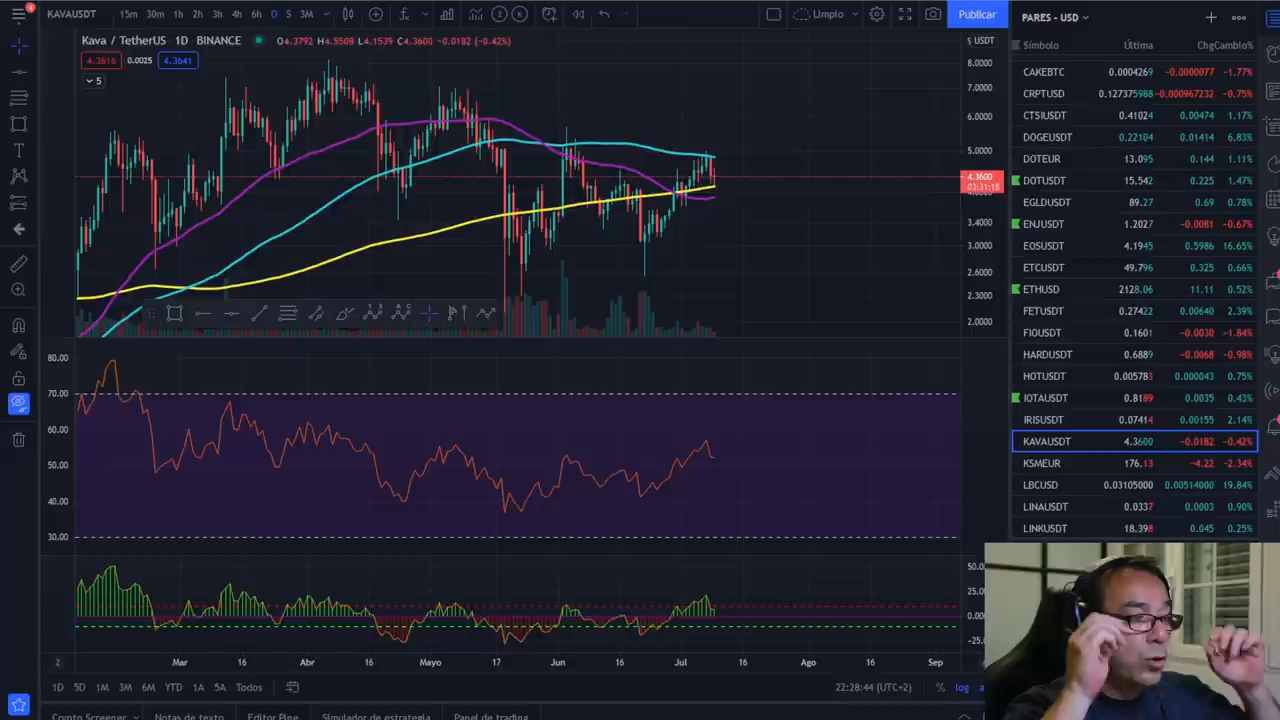 4
KAVAUSDT 15m 30m 1h 2h 3h 4h 6h D S 3M Limpio Publicar
Kava / TetherUS 1D BINANCE O4.3792 H4.5508 L4.1539 C4.3600 −0.0182 (−0.42%)
4.3616 0.0025 4.3641
5
USDT
8.0000
7.0000
6.0000
5.0000
4.3600
03:31:18
3.4000
3.0000
2.6000
2.3000
2.0000
80.00
70.00
60.00
50.00
40.00
30.00
50.0
25.0
0.00
Z Mar 16 Abr 16 Mayo 17 Jun 16 Jul 16 Ago 16 Sep
1D 5D 1M 3M 6M YTD 1A 5A Todos 22:28:44 (UTC+2) % log
Crypto Screener Notas de texto Editor Pine Simulador de estrategia Panel de trading
PARES - USD
Símbolo Última Chg Cambio%
CAKEBTC 0.0004269 −0.0000077 −1.77%
CRPTUSD 0.127375988 −0.000967232 −0.75%
CTSIUSDT 0.41024 0.00474 1.17%
DOGEUSDT 0.22104 0.01414 6.83%
DOTEUR 13.095 0.144 1.11%
DOTUSDT 15.542 0.225 1.47%
EGLDUSDT 89.27 0.69 0.78%
ENJUSDT 1.2027 −0.0081 −0.67%
EOSUSDT 4.1945 0.5986 16.65%
ETCUSDT 49.796 0.325 0.66%
ETHUSD 2128.06 11.11 0.52%
FETUSDT 0.27422 0.00640 2.39%
FIOUSDT 0.1601 −0.0030 −1.84%
HARDUSDT 0.6889 −0.0068 −0.98%
HOTUSDT 0.005783 0.000043 0.75%
IOTAUSDT 0.8189 0.0035 0.43%
IRISUSDT 0.07414 0.00155 2.14%
KAVAUSDT 4.3600 −0.0182 −0.42%
KSMEUR 176.13 −4.22 −2.34%
LBCUSD 0.03105000 0.00514000 19.84%
LINAUSDT 0.0337 0.0003 0.90%
LINKUSDT 18.398 0.045 0.25%